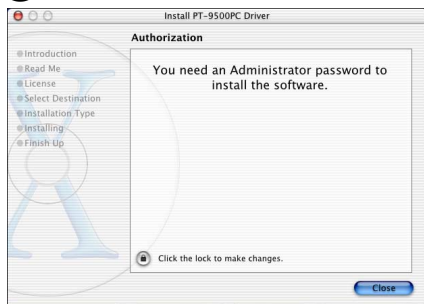 Install PT-9500PC Driver
Authorization
Introduction
Read Me
License
Select Destination
Installation Type
Installing
Finish Up
You need an Administrator password to
install the software.
Click the lock to make changes.
Close